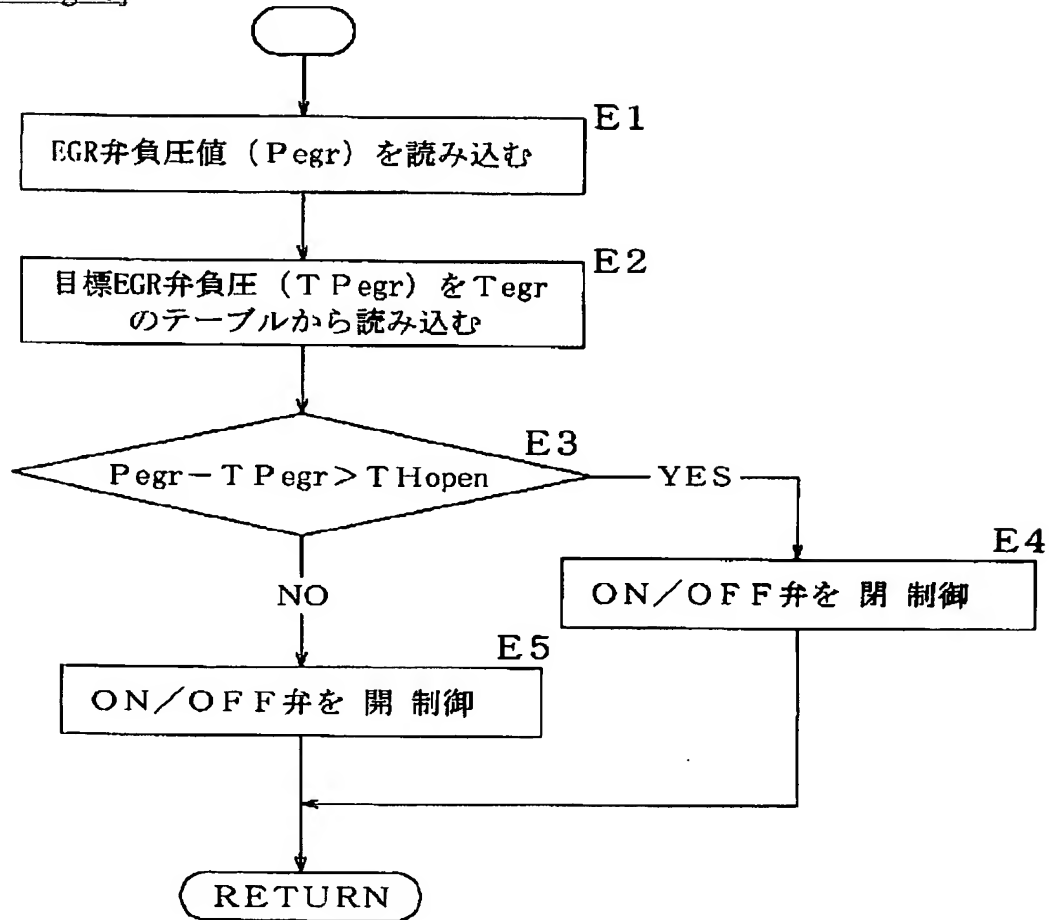 E1
EGR弁負圧値（Pegr）を読み込む
E2
目標EGR弁負圧（TPegr）をTegr
のテーブルから読み込む
E3
Pegr－TPegr＞THopen
YES
NO
E4
ON／OFF弁を 閉 制御
E5
ON／OFF弁を 開 制御
RETURN